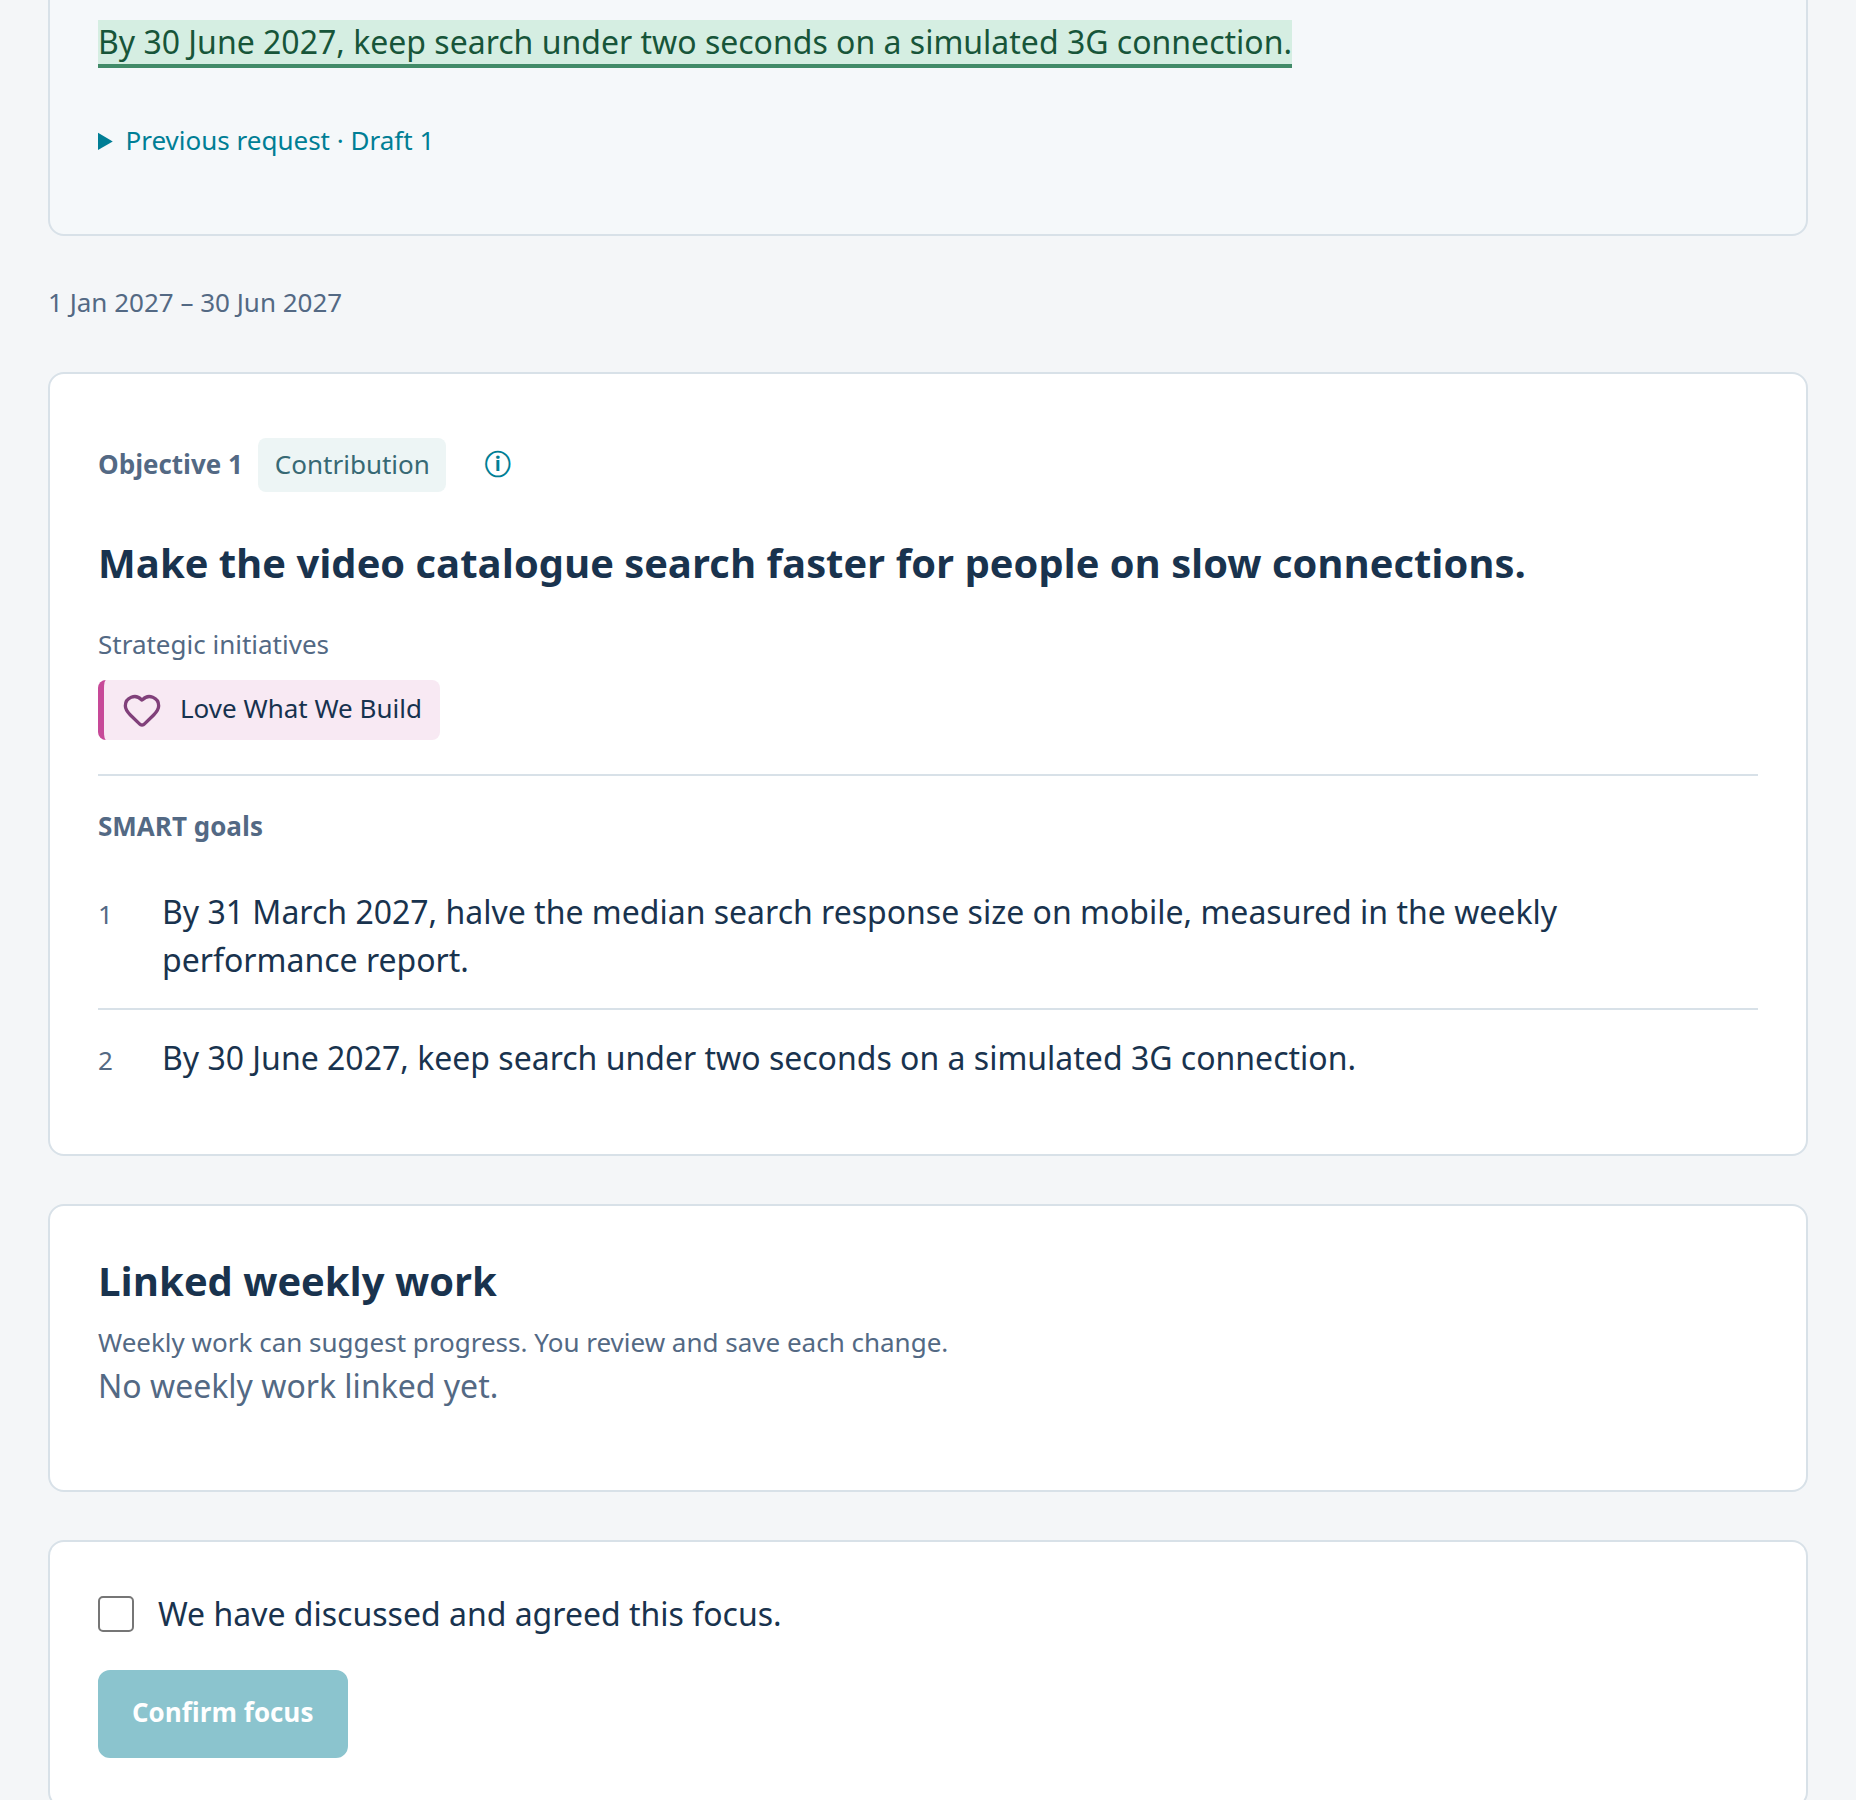 By 30 June 2027, keep search under two seconds on a simulated 3G connection.
Previous request · Draft 1
1 Jan 2027 – 30 Jun 2027
Objective 1 Contribution
Make the video catalogue search faster for people on slow connections.
Strategic initiatives
Love What We Build
SMART goals
1 By 31 March 2027, halve the median search response size on mobile, measured in the weekly
performance report.
2 By 30 June 2027, keep search under two seconds on a simulated 3G connection.
Linked weekly work
Weekly work can suggest progress. You review and save each change.
No weekly work linked yet.
We have discussed and agreed this focus.
Confirm focus